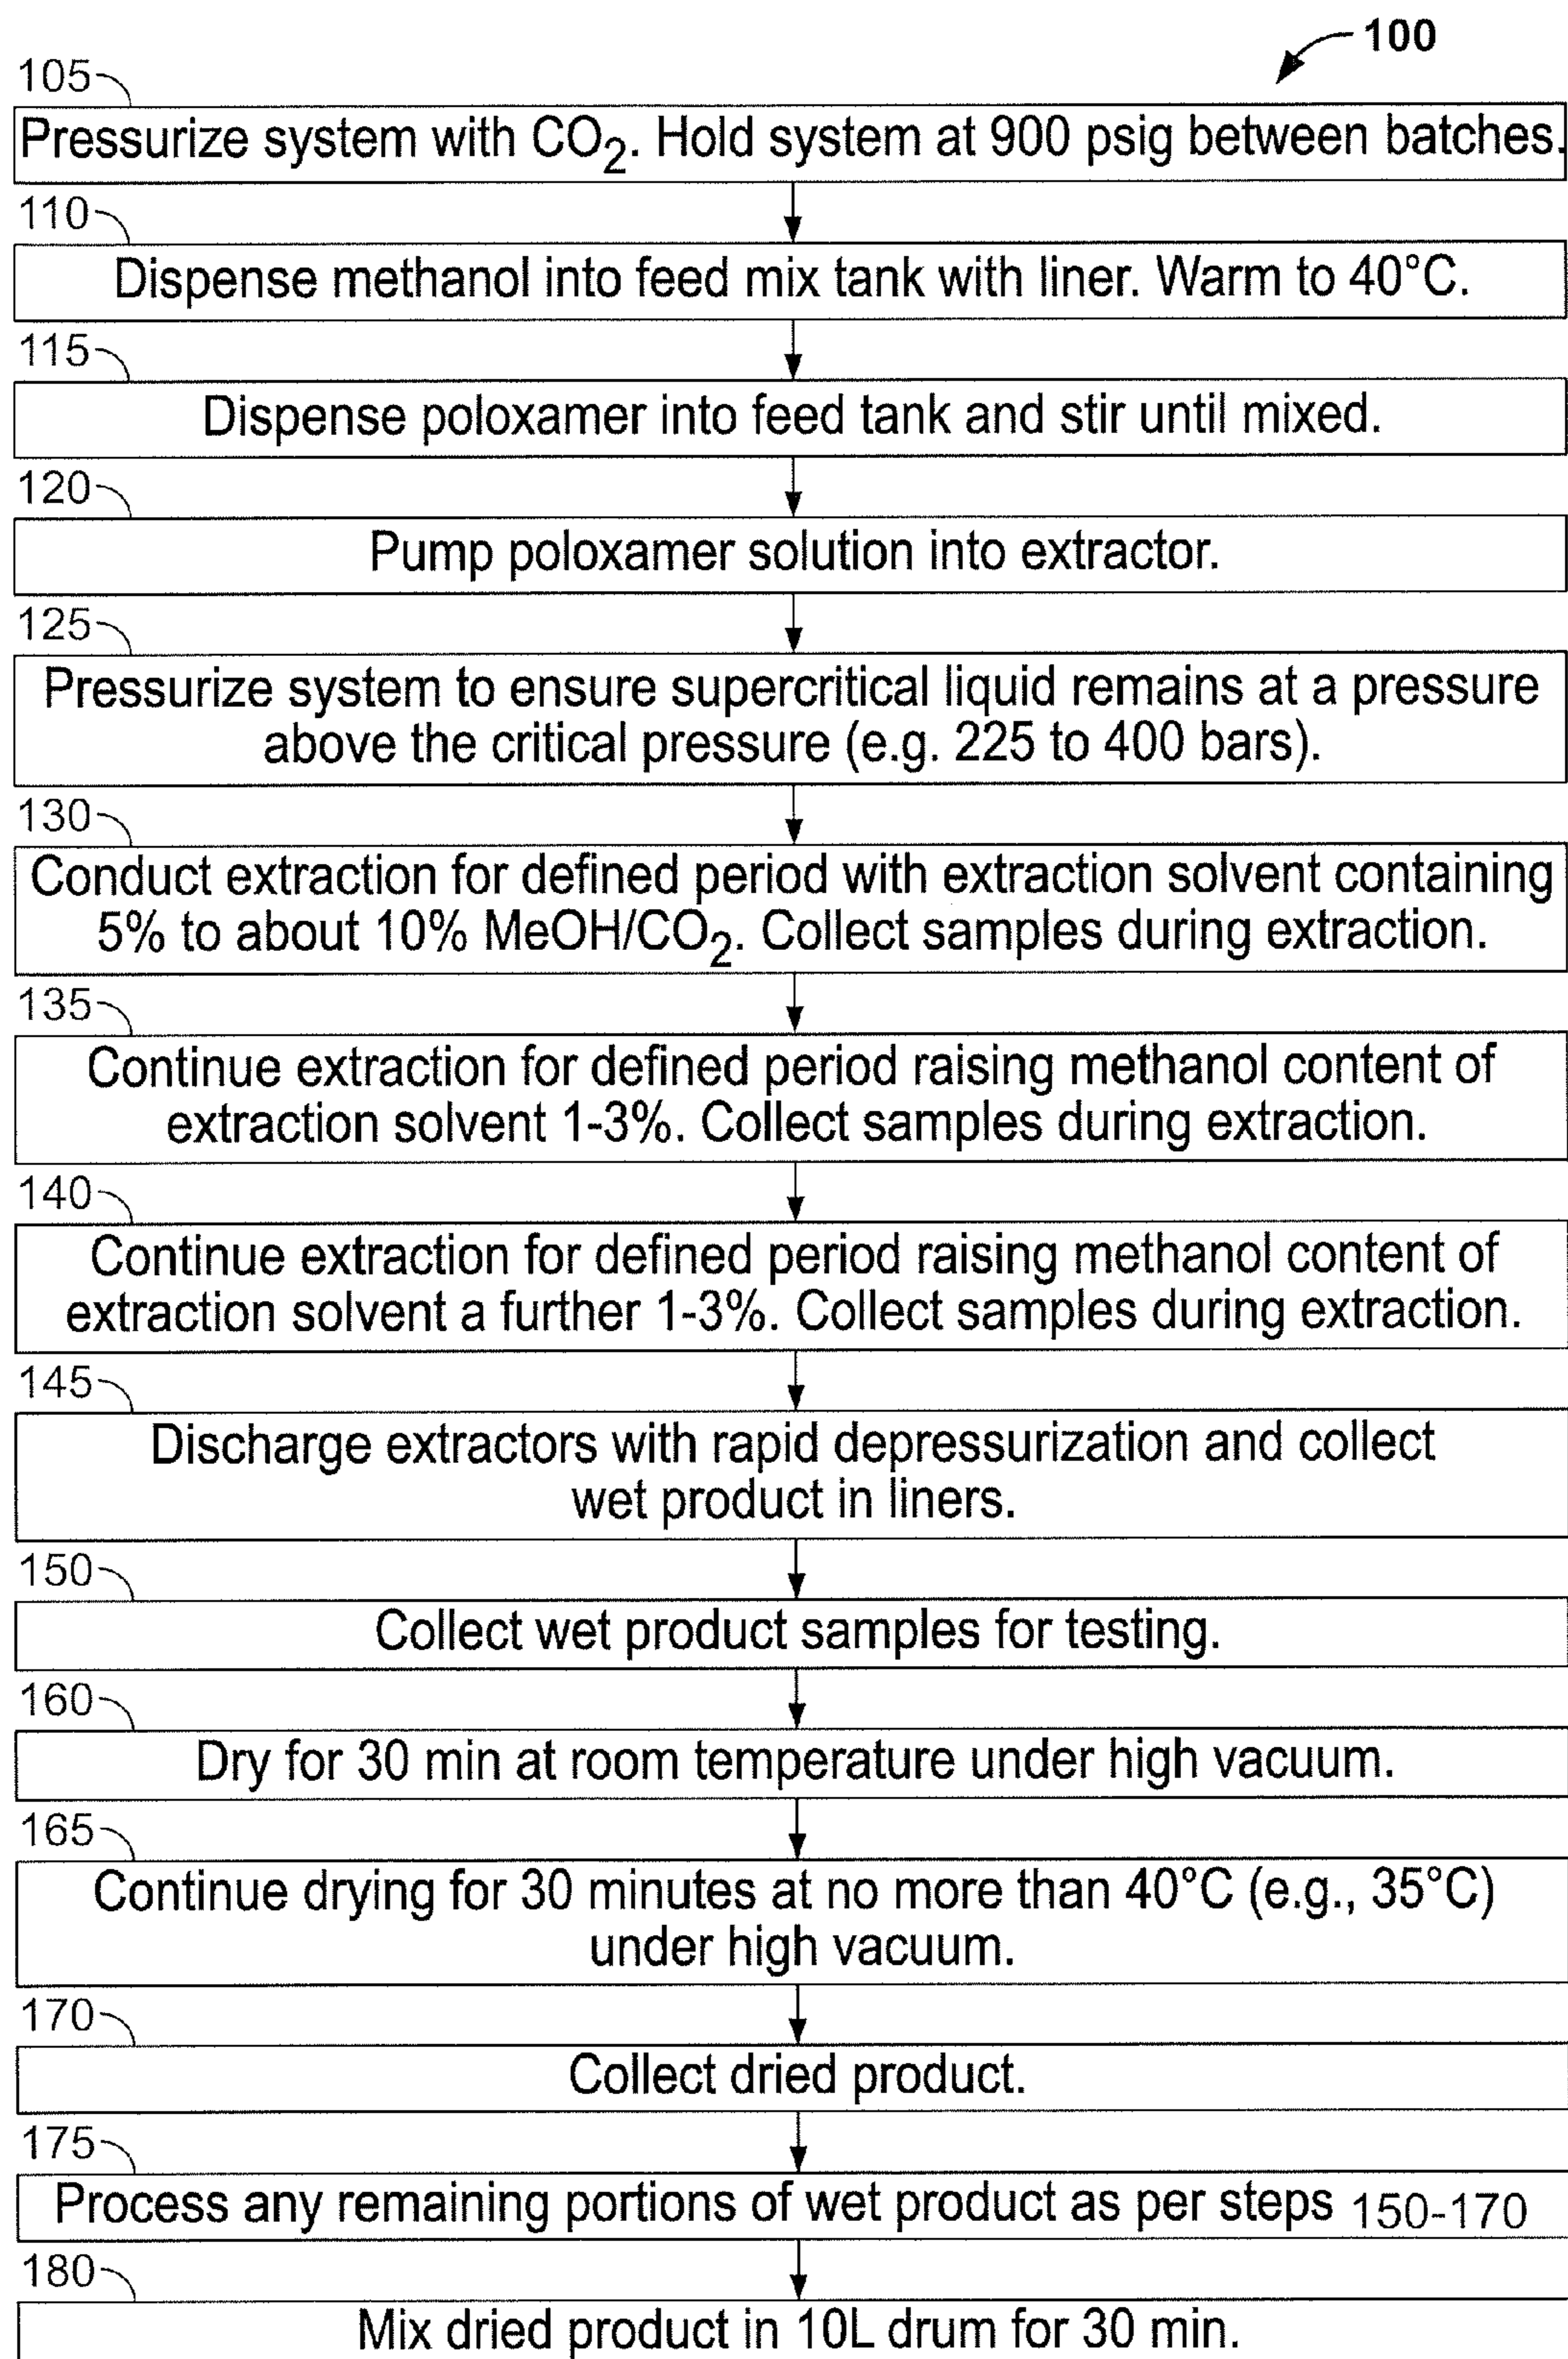 100
105
Pressurize system with CO2. Hold system at 900 psig between batches.
110
Dispense methanol into feed mix tank with liner. Warm to 40°C.
115
Dispense poloxamer into feed tank and stir until mixed.
120
Pump poloxamer solution into extractor.
125
Pressurize system to ensure supercritical liquid remains at a pressure
above the critical pressure (e.g. 225 to 400 bars).
130
Conduct extraction for defined period with extraction solvent containing
5% to about 10% MeOH/CO2. Collect samples during extraction.
135
Continue extraction for defined period raising methanol content of
extraction solvent 1-3%. Collect samples during extraction.
140
Continue extraction for defined period raising methanol content of
extraction solvent a further 1-3%. Collect samples during extraction.
145
Discharge extractors with rapid depressurization and collect
wet product in liners.
150
Collect wet product samples for testing.
160
Dry for 30 min at room temperature under high vacuum.
165
Continue drying for 30 minutes at no more than 40°C (e.g., 35°C)
under high vacuum.
170
Collect dried product.
175
Process any remaining portions of wet product as per steps 150-170
180
Mix dried product in 10L drum for 30 min.